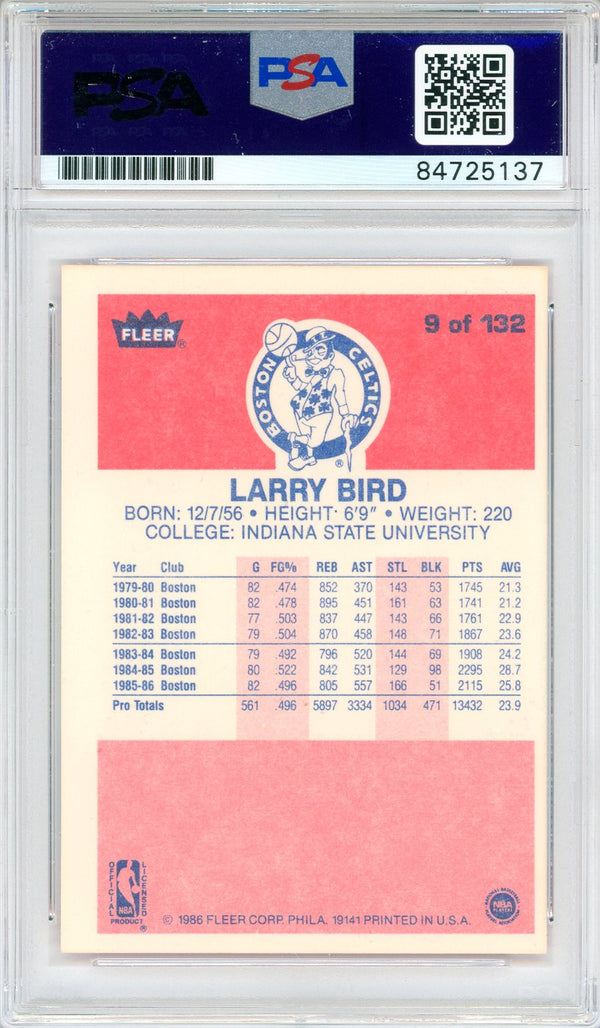 PSA
PSA
84725137
FLEER®
9 of 132
BOSTON CELTICS
®
LARRY BIRD
BORN: 12/7/56 • HEIGHT: 6'9" • WEIGHT: 220
COLLEGE: INDIANA STATE UNIVERSITY
Year Club G FG% REB AST STL BLK PTS AVG
1979-80 Boston 82 .474 852 370 143 53 1745 21.3
1980-81 Boston 82 .478 895 451 161 63 1741 21.2
1981-82 Boston 77 .503 837 447 143 66 1761 22.9
1982-83 Boston 79 .504 870 458 148 71 1867 23.6
1983-84 Boston 79 .492 796 520 144 69 1908 24.2
1984-85 Boston 80 .522 842 531 129 98 2295 28.7
1985-86 Boston 82 .496 805 557 166 51 2115 25.8
Pro Totals 561 .496 5897 3334 1034 471 13432 23.9
OFFICIAL LICENSED
NBA
PRODUCT ®
© 1986 FLEER CORP. PHILA. 19141 PRINTED IN U.S.A.
NATIONAL BASKETBALL
NBA
PLAYERS
PLAYERS ASSOCIATION